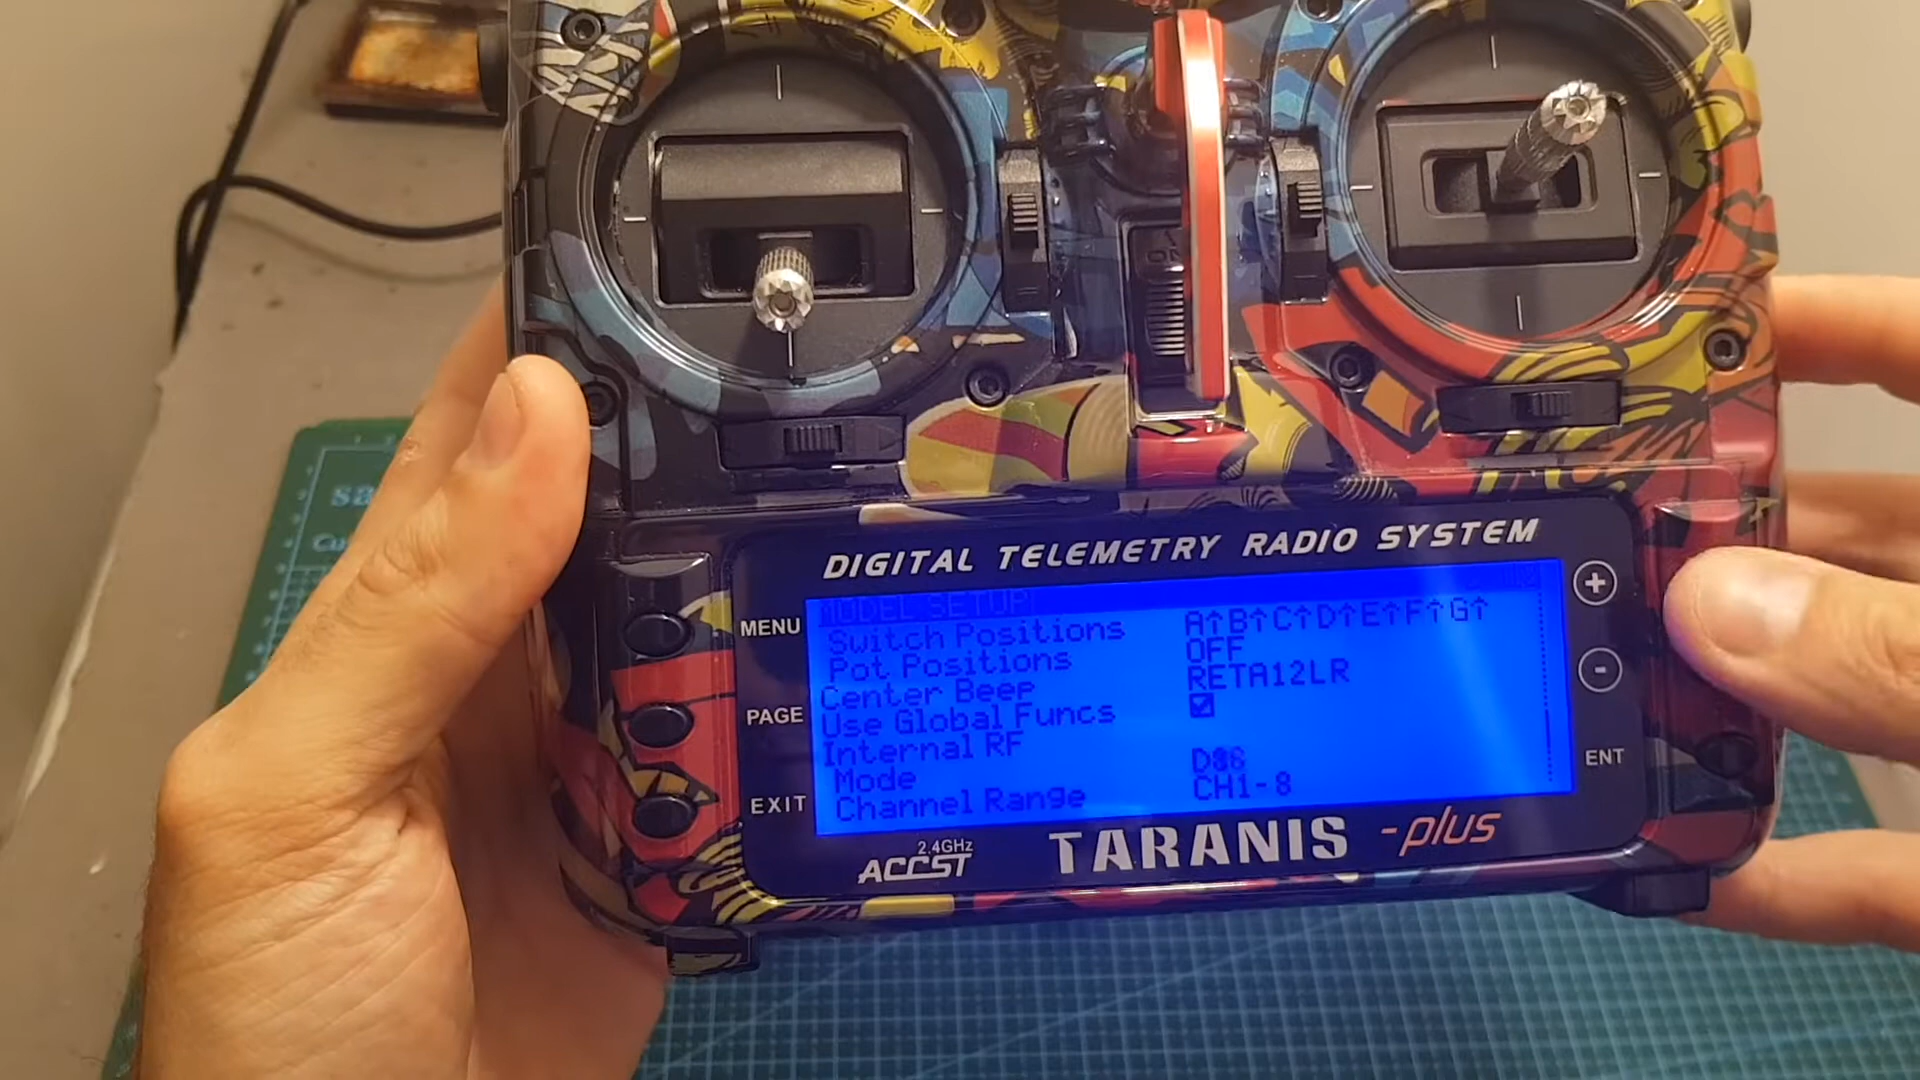 ON
DIGITAL TELEMETRY RADIO SYSTEM
MODEL SETUP
Switch Positions A↑B↑C↑D↑E↑F↑G↑
Pot Positions OFF
Center Beep RETA12LR
Use Global Funcs
Internal RF
Mode
Channel Range CH1-8
MENU
PAGE
EXIT
+
-
ENT
2.4GHz
ACCST
TARANIS -plus